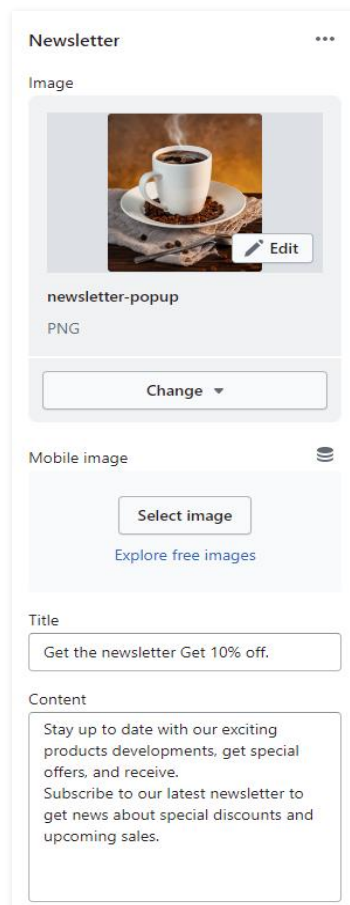 Newsletter
Image
Edit
newsletter-popup
PNG
Change
Mobile image
Select image
Explore free images
Title
Get the newsletter Get 10% off.
Content
Stay up to date with our exciting
products developments, get special
offers, and receive.
Subscribe to our latest newsletter to
get news about special discounts and
upcoming sales.